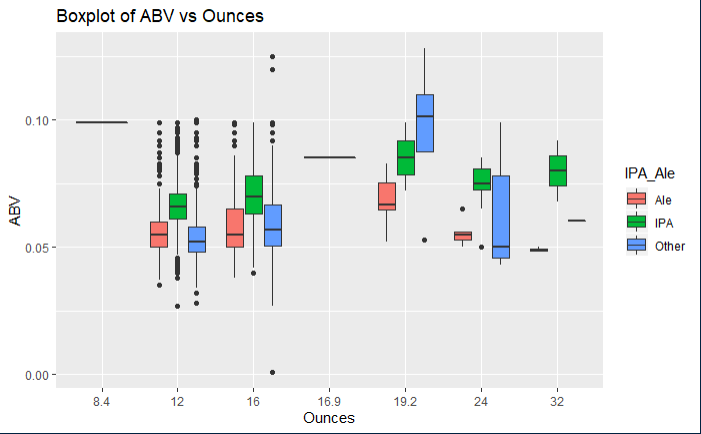 Boxplot of ABV vs Ounces
ABV
0.10
0.05
0.00
8.4 12 16 16.9 19.2 24 32
Ounces
IPA_Ale
Ale
IPA
Other